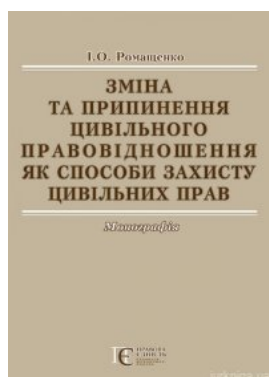 І.О. Ромащенко
ЗМІНА
ТА ПРИПИНЕННЯ
ЦИВІЛЬНОГО
ПРАВОВІДНОШЕННЯ
ЯК СПОСОБИ ЗАХИСТУ
ЦИВІЛЬНИХ ПРАВ
Монографія